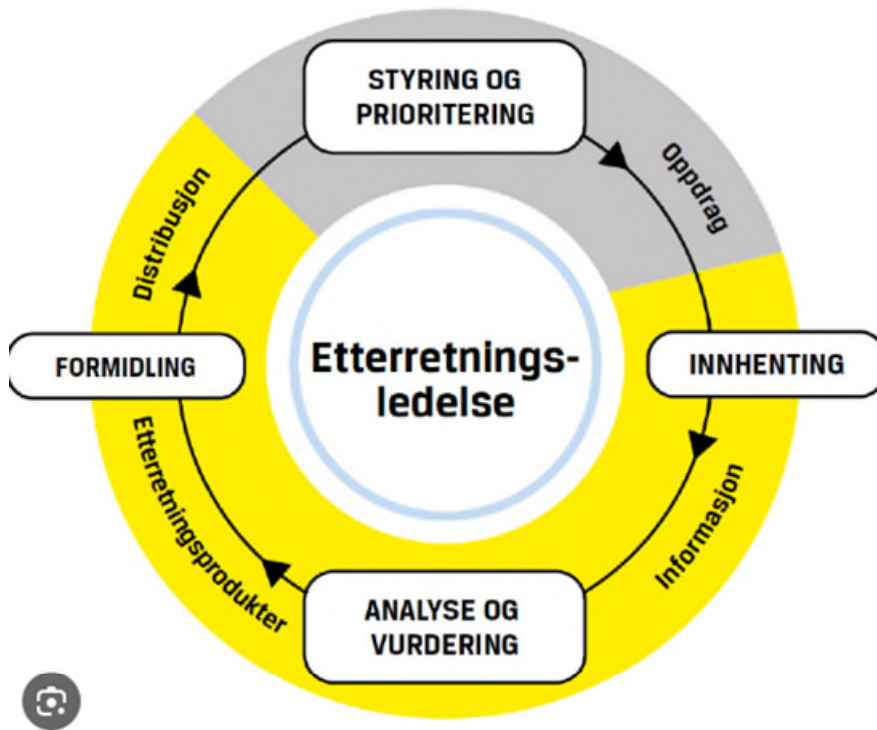 STYRING OG
PRIORITERING
Oppdrag
INNHENTING
Informasjon
ANALYSE OG
VURDERING
Etterretningsprodukter
FORMIDLING
Distribusjon
Etterretnings-
ledelse